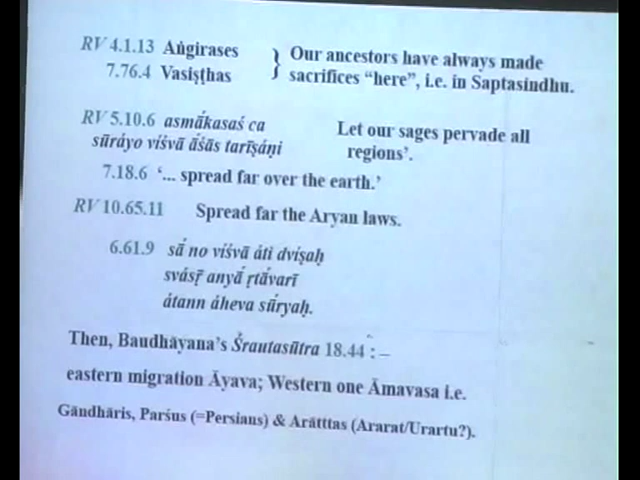 RV 4.1.13 Aṅgirases } Our ancestors have always made
7.76.4 Vasiṣṭhas sacrifices “here”, i.e. in Saptasindhu.
RV 5.10.6 asmā́kasaś ca Let our sages pervade all
sūráyo víśvā ā́śās tarīṣáṇi regions’.
7.18.6 ‘... spread far over the earth.’
RV 10.65.11 Spread far the Aryan laws.
6.61.9 sā́ no víśvā áti dvíṣaḥ
svásṝ anyā́ ṛtā́varī
átann áheva sū́ryaḥ.
Then, Baudhāyana’s Śrautasūtra 18.44 : –
eastern migration Āyava; Western one Āmavasa i.e.
Gāndhāris, Parśus (=Persians) & Arātttas (Ararat/Urartu?).